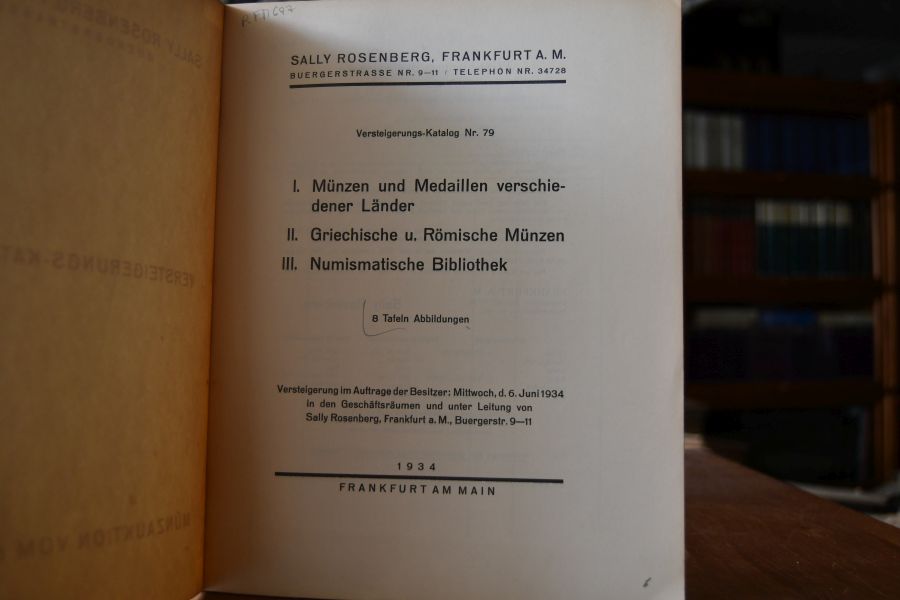 SALLY ROSENBERG, FRANKFURT A. M.
BUERGERSTRASSE NR. 9—11 / TELEPHON NR. 34728
Versteigerungs-Katalog Nr. 79
I. Münzen und Medaillen verschie-
dener Länder
II. Griechische u. Römische Münzen
III. Numismatische Bibliothek
8 Tafeln Abbildungen
Versteigerung im Auftrage der Besitzer: Mittwoch, d. 6. Juni 1934
in den Geschäftsräumen und unter Leitung von
Sally Rosenberg, Frankfurt a. M., Buergerstr. 9—11
1934
FRANKFURT AM MAIN